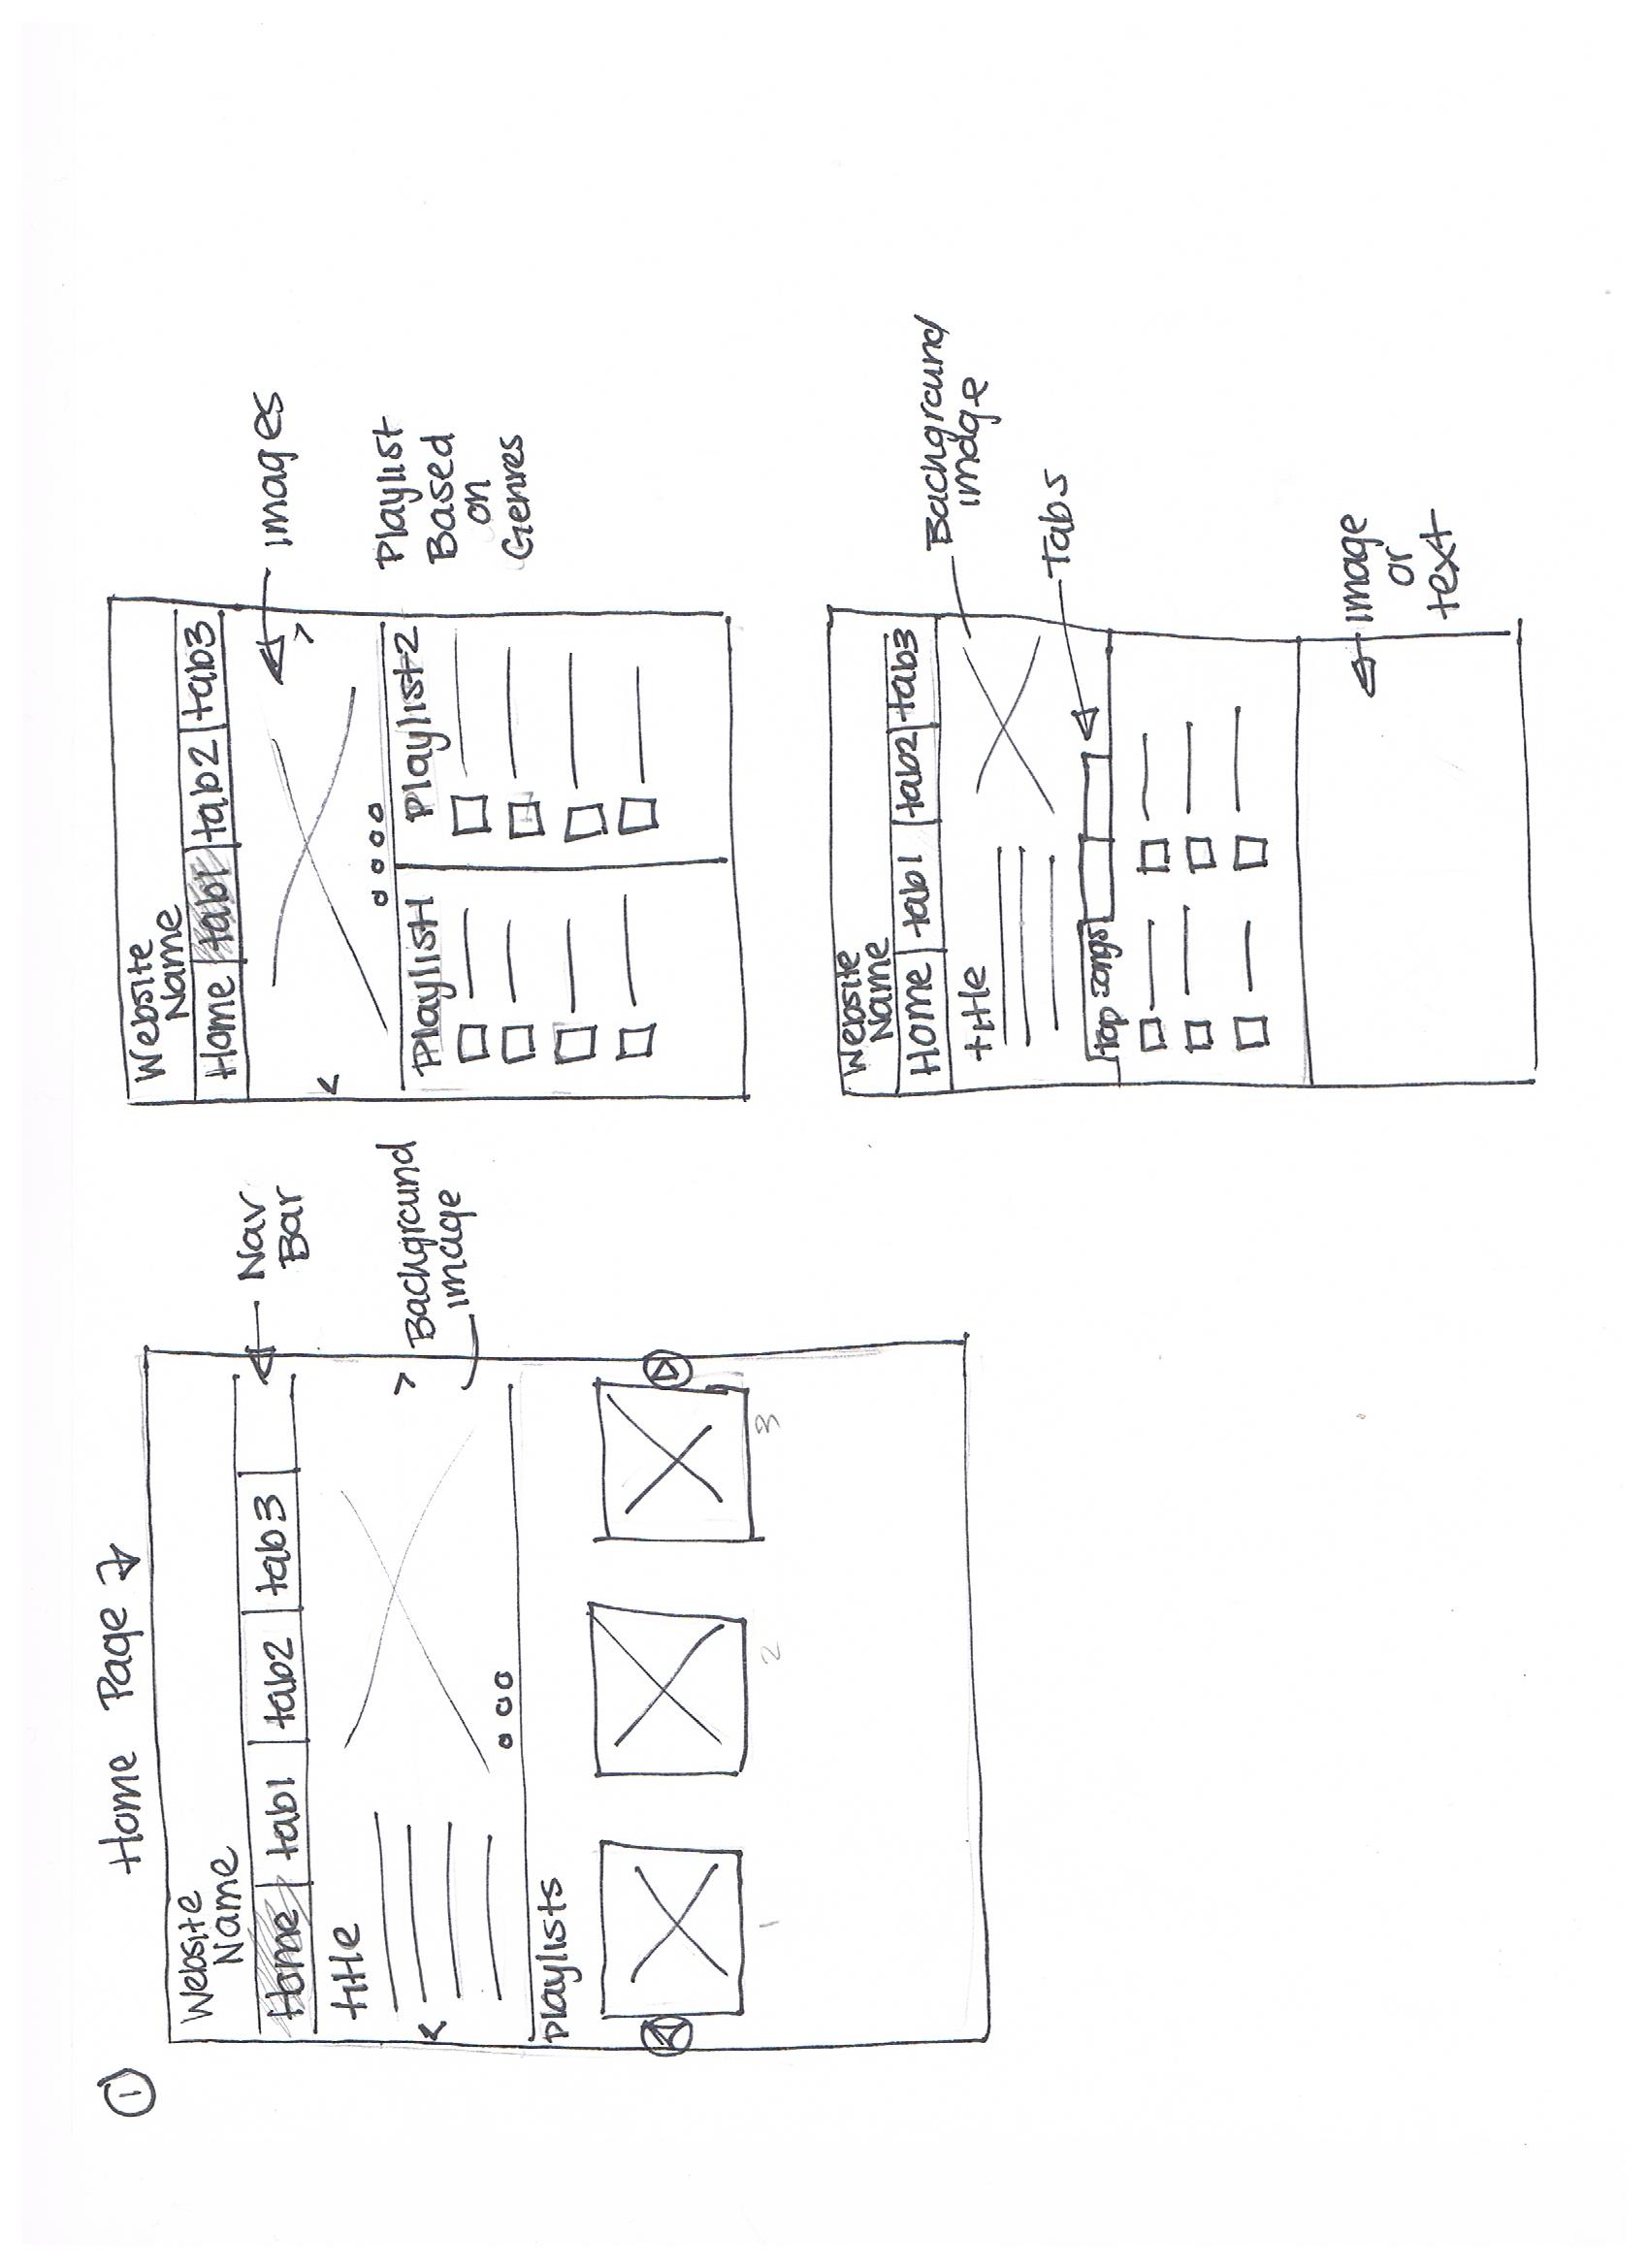 1
Home Page
Website
Name
Home tab1 tab2 tab3
Nav
Bar
title
Background
image
Playlists
1 2 3
Website
Name
Home tab1 tab2 tab3
images
Playlist1 Playlist2
Playlist
Based
on
Genres
Website
Name
Home tab1 tab2 tab3
Background
image
title
Tabs
top songs
image
or
text